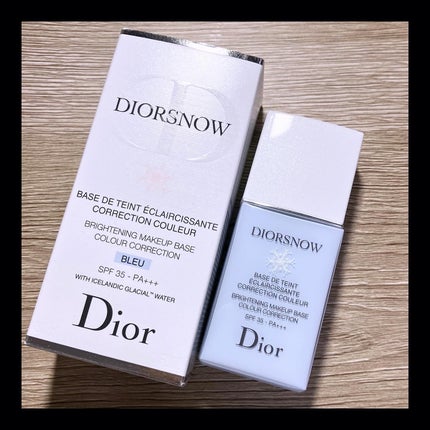 DIORSNOW
BASE DE TEINT ÉCLAIRCISSANTE
CORRECTION COULEUR
BRIGHTENING MAKEUP BASE
COLOUR CORRECTION
BLEU
SPF 35 - PA+++
WITH ICELANDIC GLACIAL™ WATER
Dior
DIORSNOW
BASE DE TEINT
ÉCLAIRCISSANTE
CORRECTION COULEUR
BRIGHTENING MAKEUP BASE
COLOUR CORRECTION
SPF 35 - PA+++
Dior